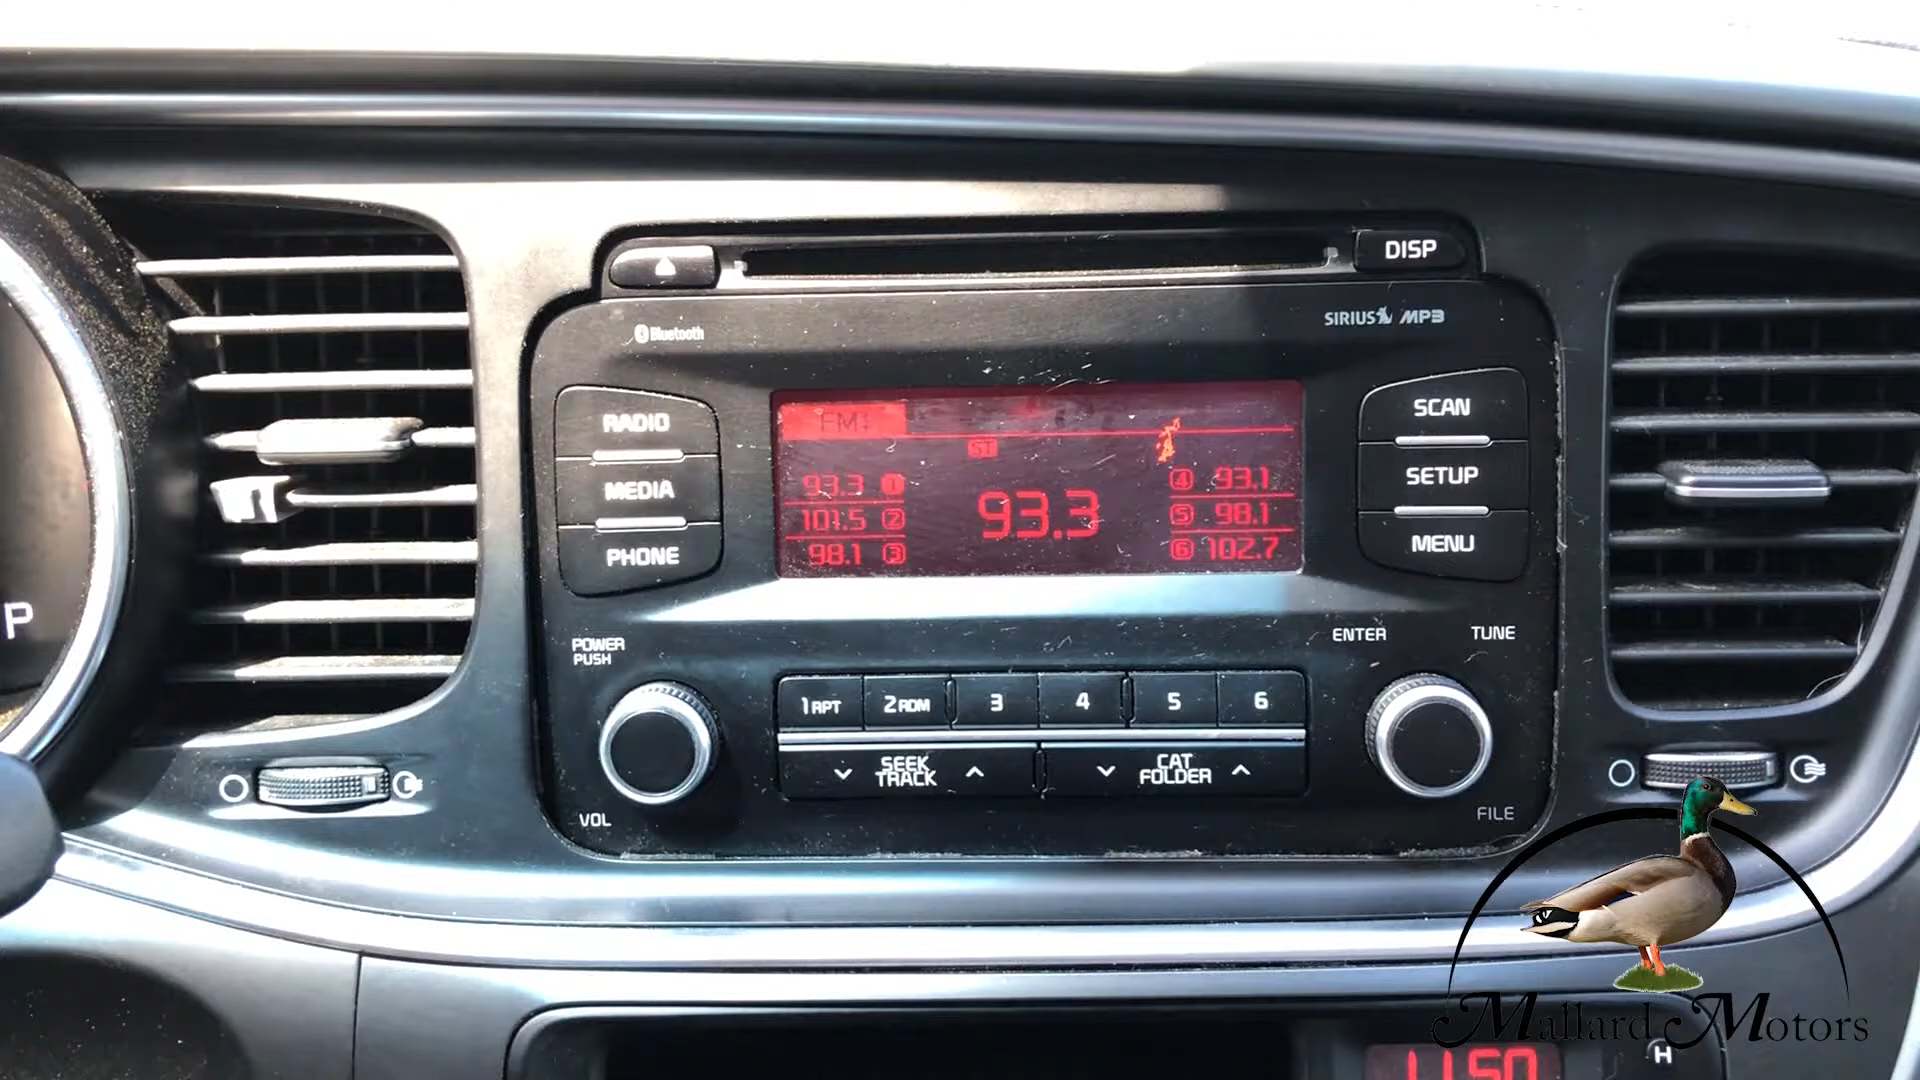 DISP
Bluetooth
SIRIUS MP3
RADIO
MEDIA
PHONE
FM1
ST
93.3 1
101.5 2
98.1 3
93.3
4 93.1
5 98.1
6 102.7
SCAN
SETUP
MENU
P
POWER
PUSH
VOL
1 RPT 2 RDM 3 4 5 6
SEEK
TRACK
CAT
FOLDER
ENTER
TUNE
FILE
Mallard Motors
11:50
H